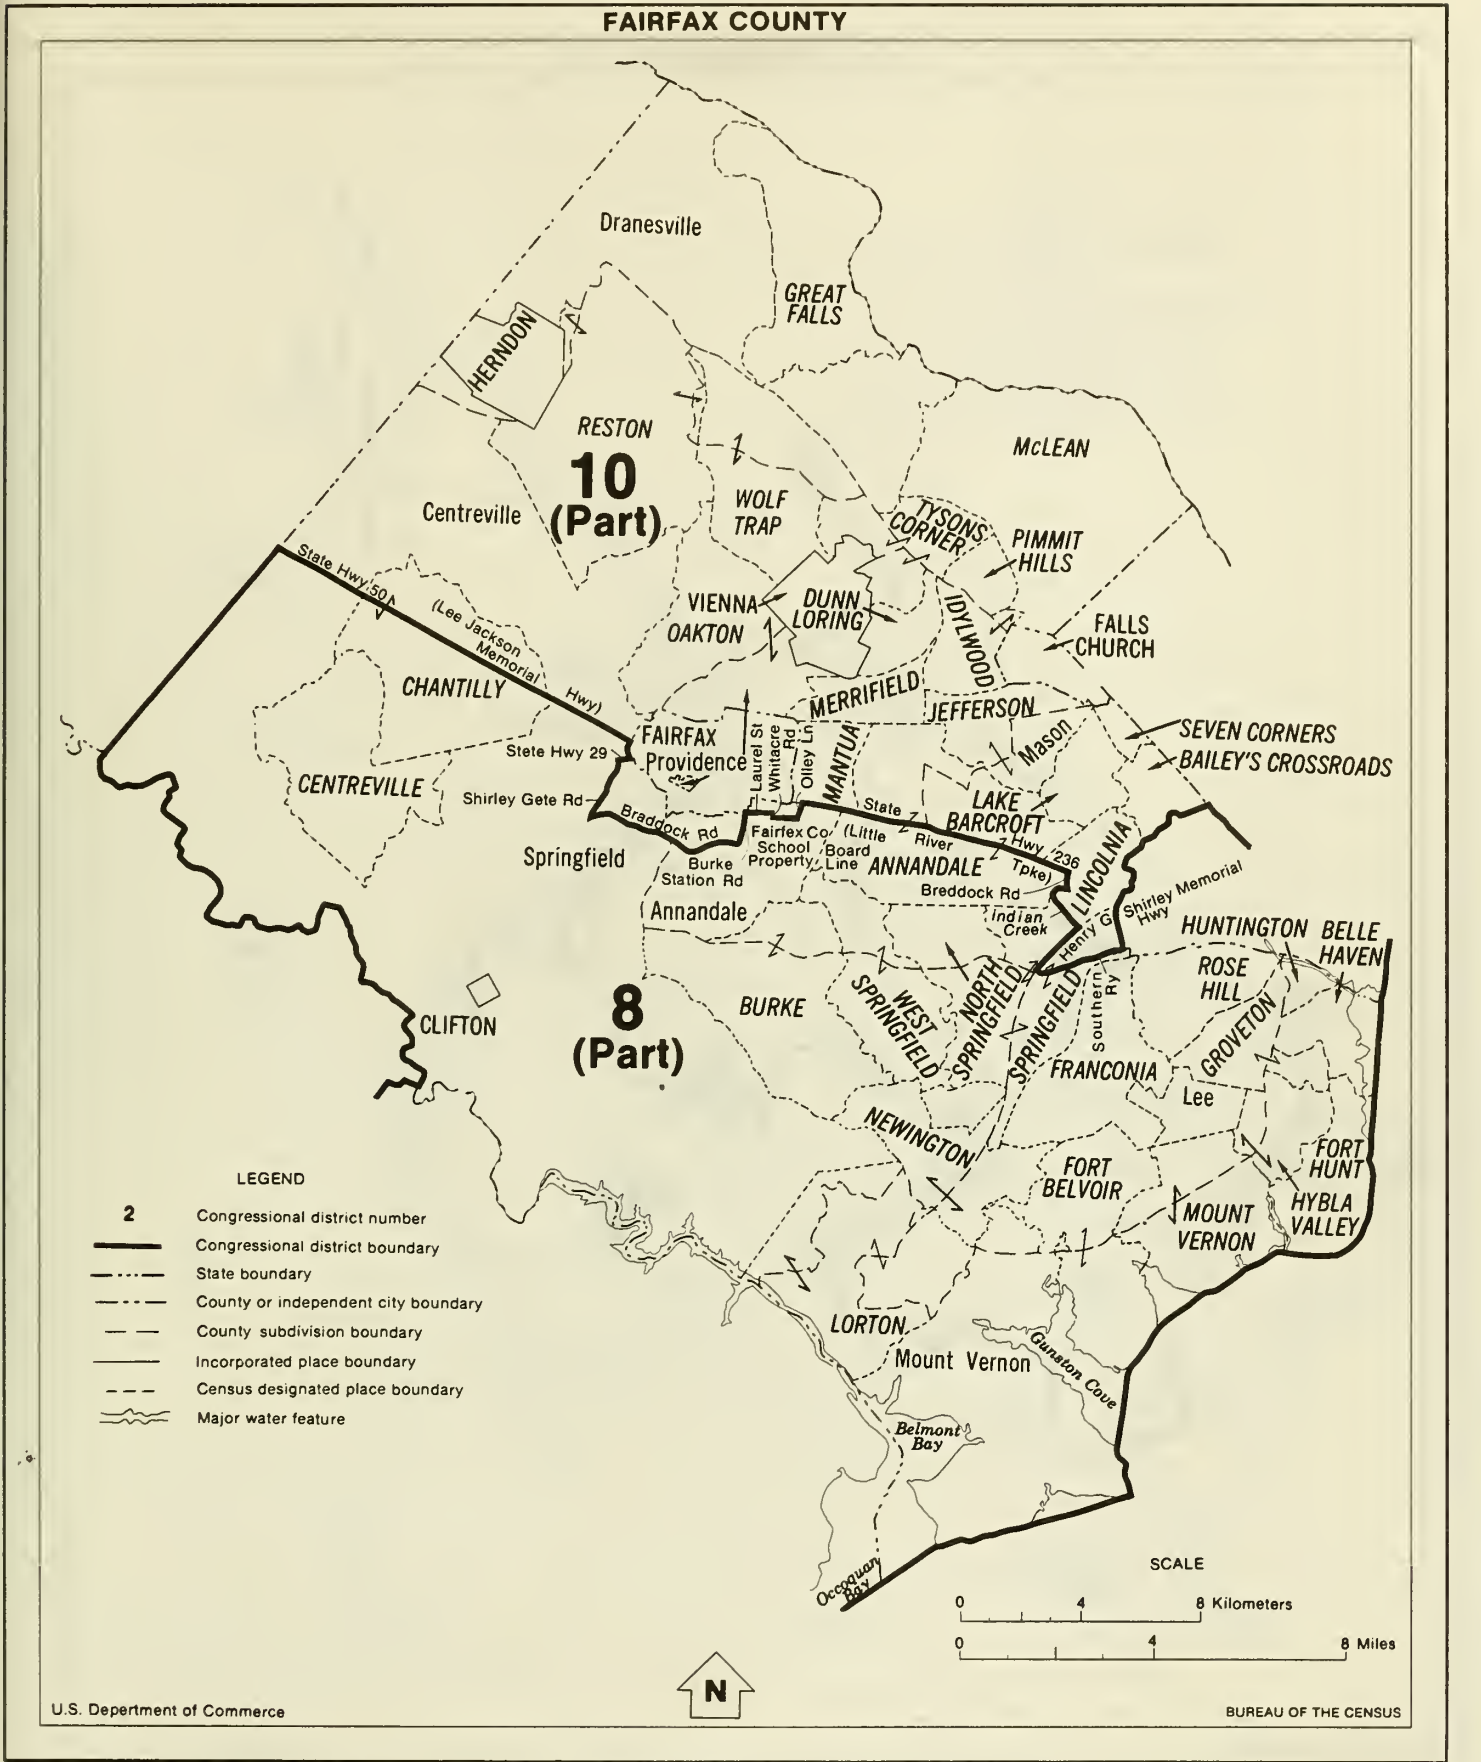 FAIRFAX COUNTY
Dranesville
GREAT
FALLS
HERNDON
RESTON
McLEAN
10
(Part)
Centreville
WOLF
TRAP
TYSONS
CORNER
PIMMIT
HILLS
State Hwy 50
(Lee Jackson
Memorial
Hwy)
VIENNA
DUNN
LORING
OAKTON
IDYLWOOD
FALLS
CHURCH
CHANTILLY
MERRIFIELD
JEFFERSON
FAIRFAX
Providence
Laurel St
Whitacre
Rd
Olley Ln
MANTUA
Mason
SEVEN CORNERS
BAILEY'S CROSSROADS
Stete Hwy 29
CENTREVILLE
Shirley Gete Rd
Braddock Rd
LAKE
BARCROFT
State
Hwy 236
(Little
River
Tpke)
Fairfex Co
School
Property
Board
Line
ANNANDALE
LINCOLNIA
Springfield
Burke
Station Rd
Breddock Rd
Annandale
Indian
Creek
Henry G
Shirley Memorial
Hwy
HUNTINGTON
BELLE
HAVEN
ROSE
HILL
8
(Part)
BURKE
WEST
SPRINGFIELD
NORTH
SPRINGFIELD
SPRINGFIELD
Southern
Ry
GROVETON
CLIFTON
FRANCONIA
Lee
NEWINGTON
FORT
BELVOIR
FORT
HUNT
HYBLA
VALLEY
MOUNT
VERNON
LORTON
Mount Vernon
Gunston Cove
Belmont
Bay
Occoquan
Bay
LEGEND
2 Congressional district number
Congressional district boundary
State boundary
County or independent city boundary
County subdivision boundary
Incorporated place boundary
Census designated place boundary
Major water feature
SCALE
0 4 8 Kilometers
0 4 8 Miles
N
U.S. Depertment of Commerce
BUREAU OF THE CENSUS